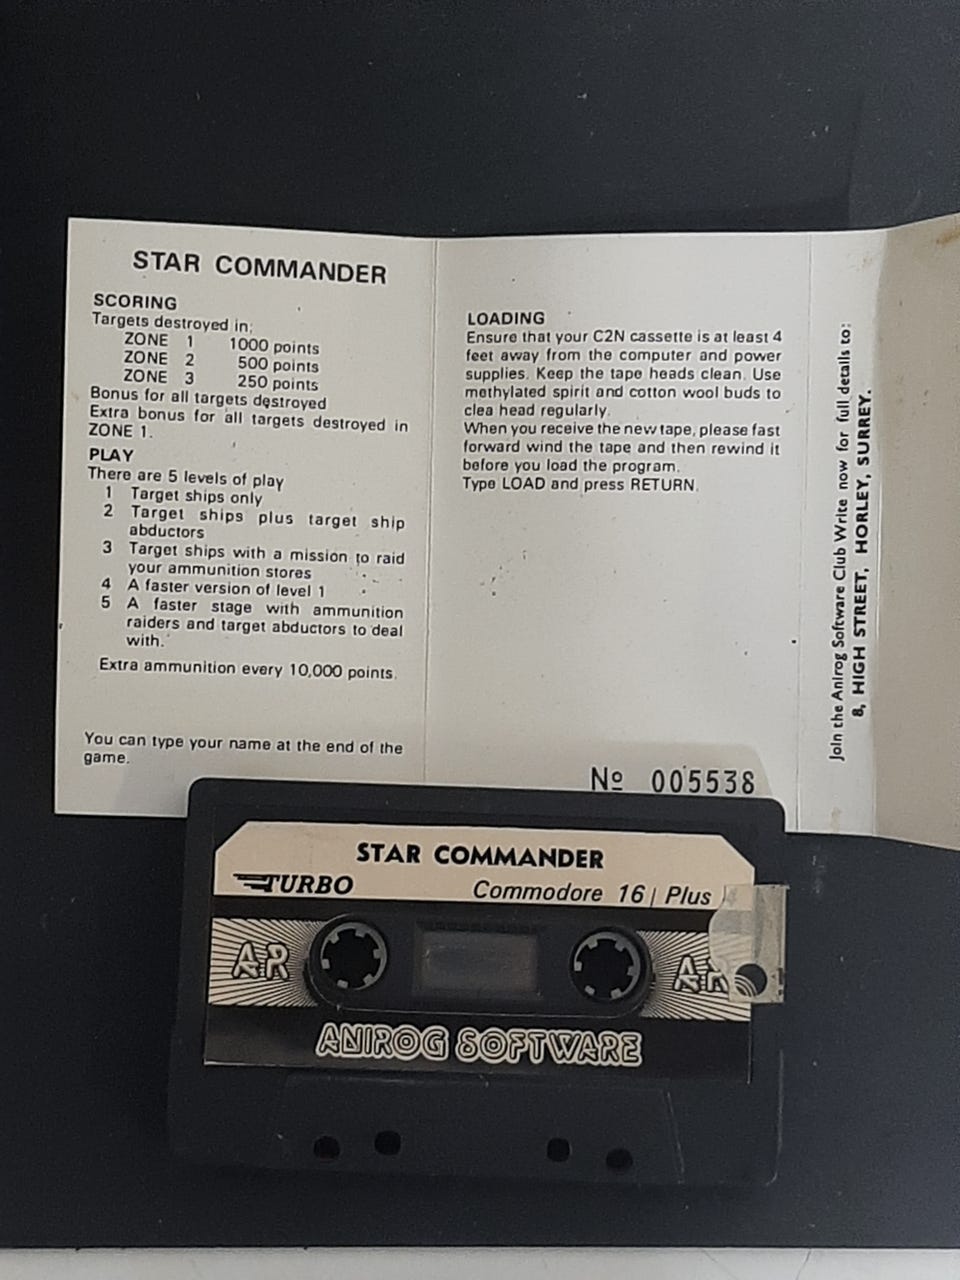 STAR COMMANDER
SCORING
Targets destroyed in;
ZONE 1 1000 points
ZONE 2 500 points
ZONE 3 250 points
Bonus for all targets destroyed
Extra bonus for all targets destroyed in
ZONE 1.
PLAY
There are 5 levels of play
1 Target ships only
2 Target ships plus target ship
abductors
3 Target ships with a mission to raid
your ammunition stores
4 A faster version of level 1
5 A faster stage with ammunition
raiders and target abductors to deal
with.
Extra ammunition every 10,000 points.
You can type your name at the end of the
game.
LOADING
Ensure that your C2N cassette is at least 4
feet away from the computer and power
supplies. Keep the tape heads clean. Use
methylated spirit and cotton wool buds to
clea head regularly.
When you receive the new tape, please fast
forward wind the tape and then rewind it
before you load the program.
Type LOAD and press RETURN.
Nº 005538
Join the Anirog Software Club Write now for full details to:
8, HIGH STREET, HORLEY, SURREY.
STAR COMMANDER
TURBO
Commodore 16 | Plus 4
AR AR
ANIROG SOFTWARE